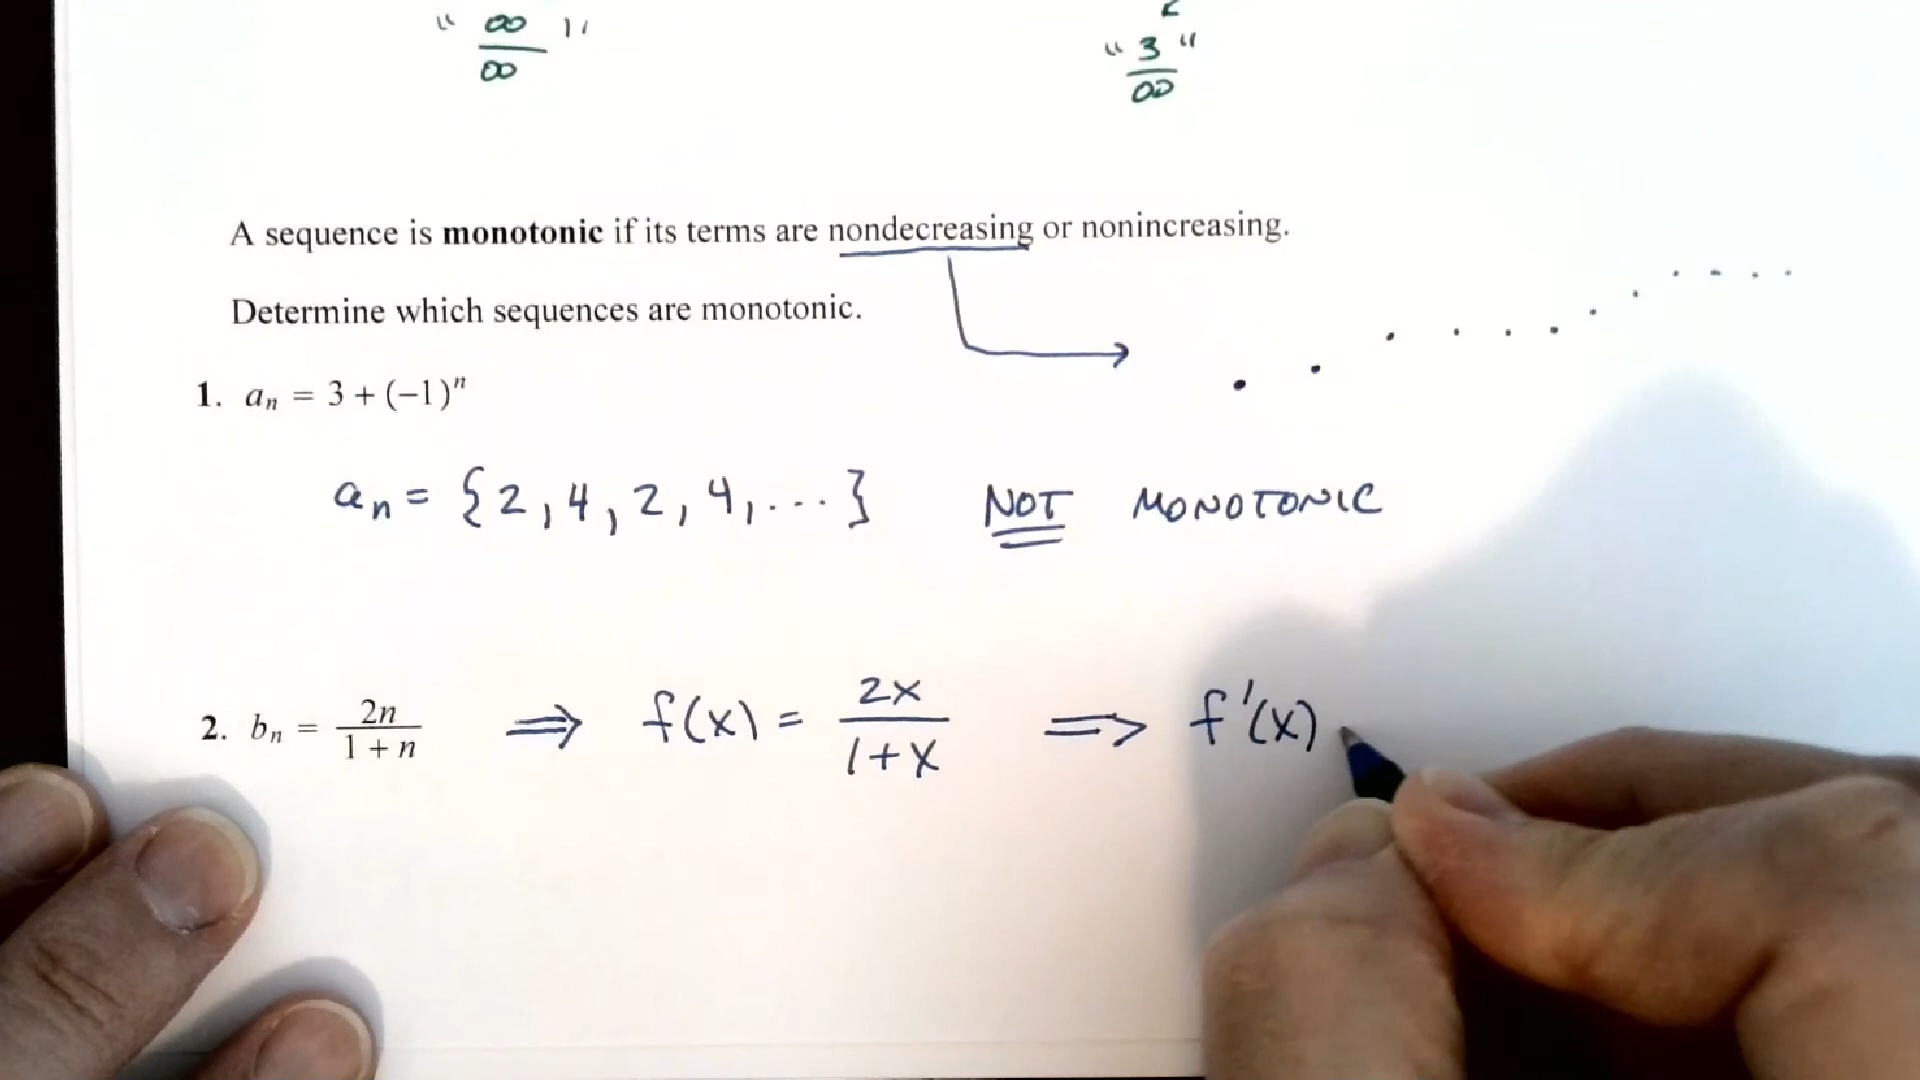 " ∞/∞ "
2
" 3/∞ "
A sequence is monotonic if its terms are nondecreasing or nonincreasing.
Determine which sequences are monotonic.
1. aₙ = 3 + (−1)ⁿ
aₙ = {2, 4, 2, 4, ...} NOT MONOTONIC
2. bₙ = 2n/(1 + n) ⇒ f(x) = 2x/(1+x) ⇒ f'(x)